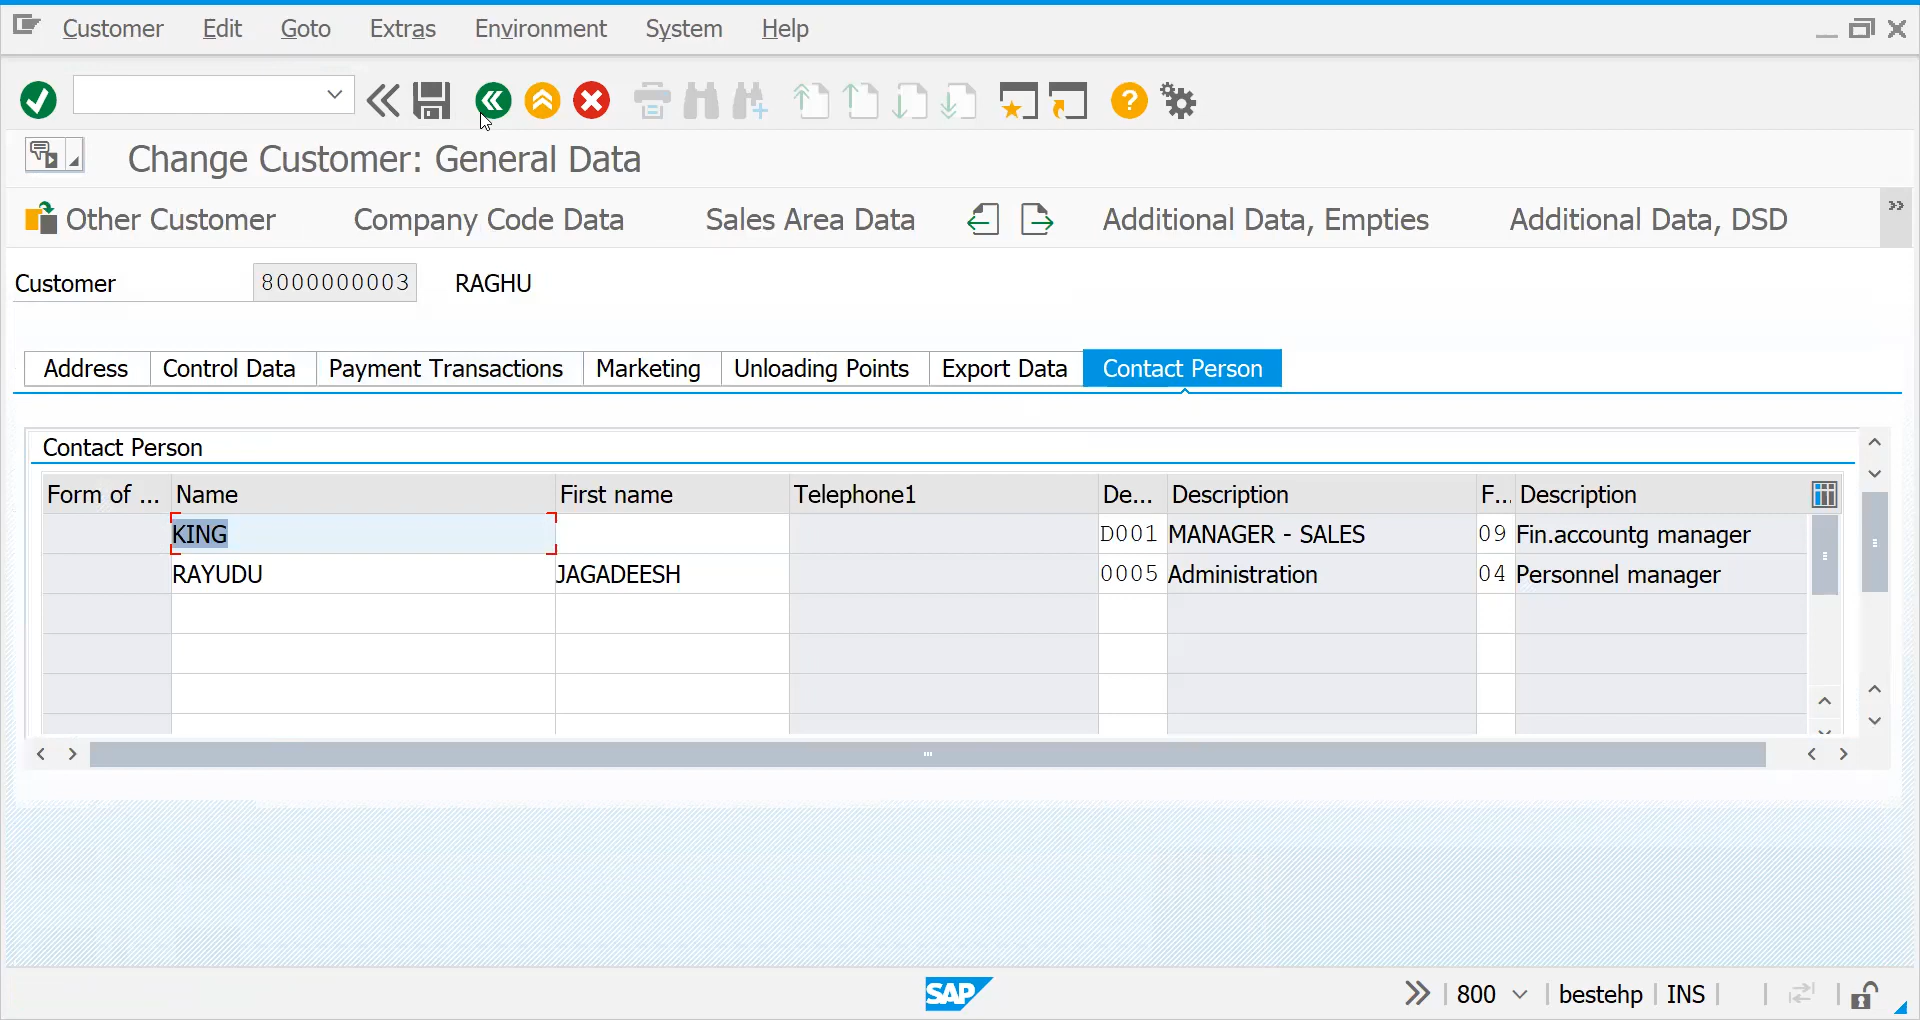 Customer Edit Goto Extras Environment System Help
Change Customer: General Data
Other Customer Company Code Data Sales Area Data Additional Data, Empties Additional Data, DSD
Customer 8000000003 RAGHU
Address Control Data Payment Transactions Marketing Unloading Points Export Data Contact Person
Contact Person
Form of ... Name First name Telephone1 De... Description F... Description
KING D001 MANAGER - SALES 09 Fin.accountg manager
RAYUDU JAGADEESH 0005 Administration 04 Personnel manager
SAP 800 bestehp INS